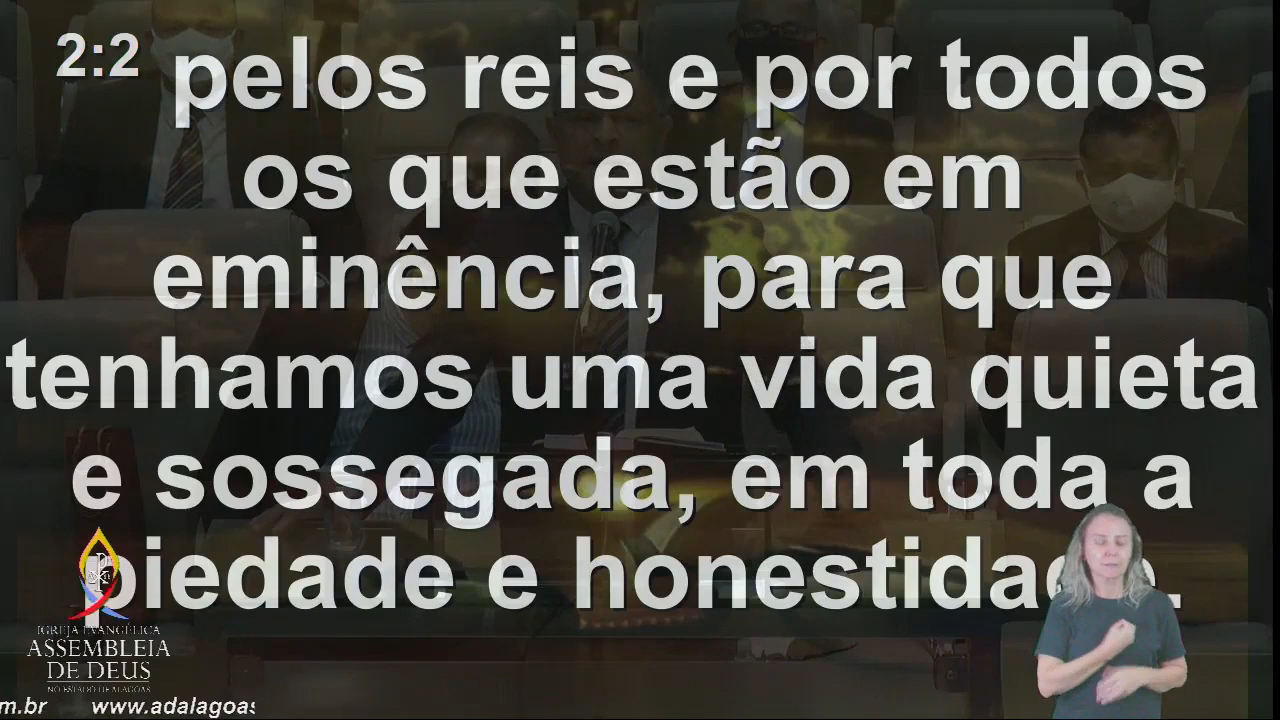 2:2 pelos reis e por todos
os que estão em
eminência, para que
tenhamos uma vida quieta
e sossegada, em toda a
piedade e honestidade.
IGREJA EVANGÉLICA
ASSEMBLEIA
DE DEUS
NO ESTADO DE ALAGOAS
m.br www.adalagoas